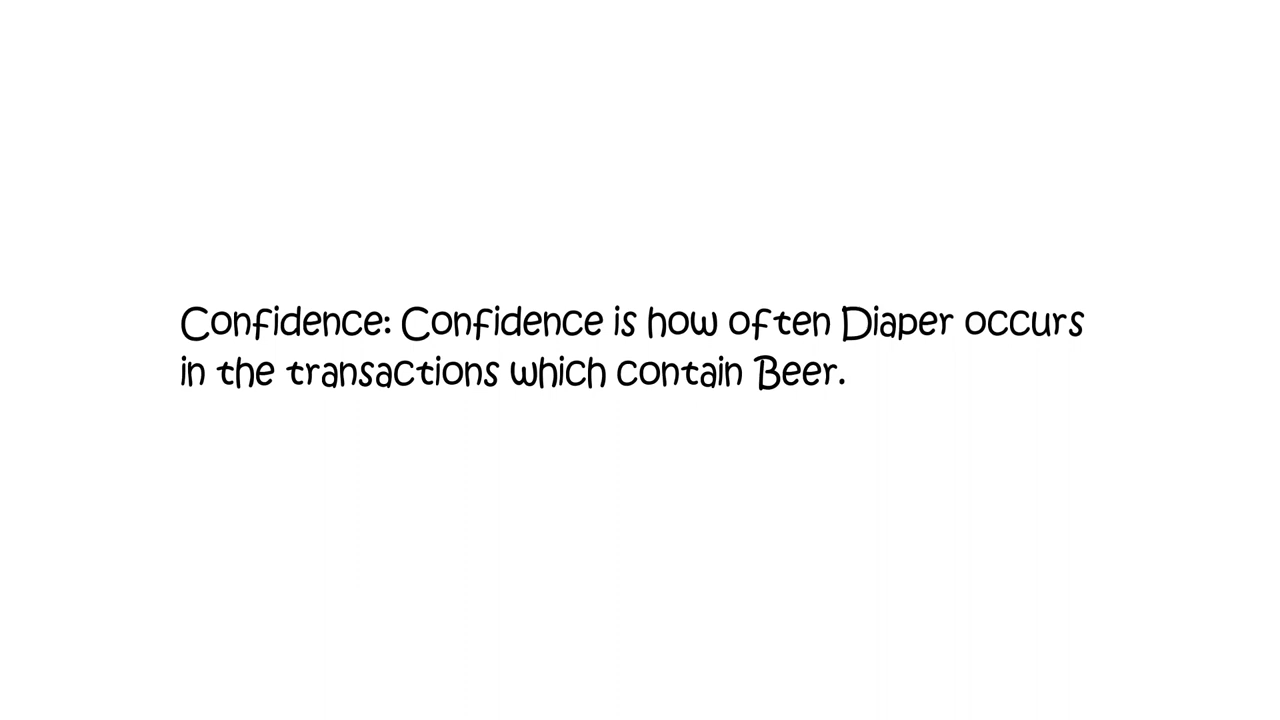 Confidence: Confidence is how often Diaper occurs
in the transactions which contain Beer.